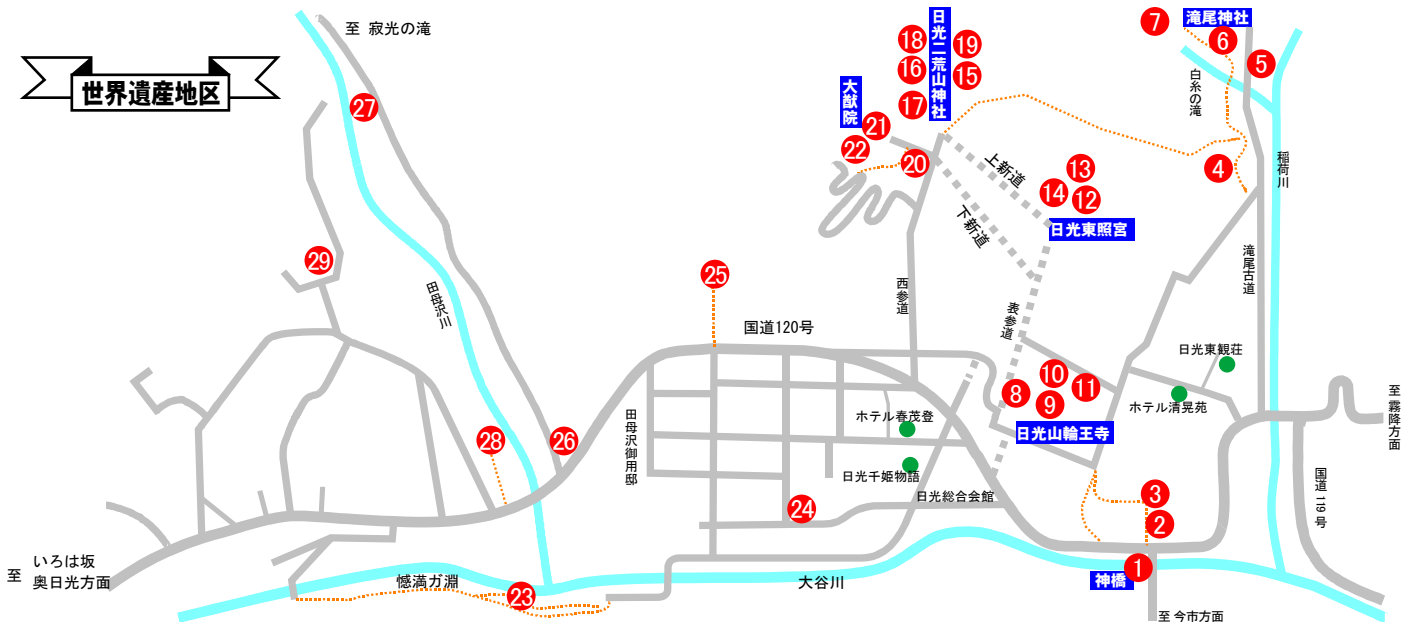 世界遺産地区
至 寂光の滝
27
29
田母沢川
28
26
至
いろは坂
奥日光方面
憾満ガ淵
23
大谷川
25
国道120号
田母沢御用邸
24
日光二荒山神社
18
19
16
15
17
大猷院
21
22
20
上新道
下新道
西参道
13
14
12
日光東照宮
表参道
10
8
9
11
日光山輪王寺
ホテル春茂登
日光千姫物語
日光総合会館
7
滝尾神社
6
5
白糸の滝
4
稲荷川
滝尾古道
日光東観荘
ホテル清晃苑
至 霧降方面
国道 119 号
3
2
1
神橋
至 今市方面